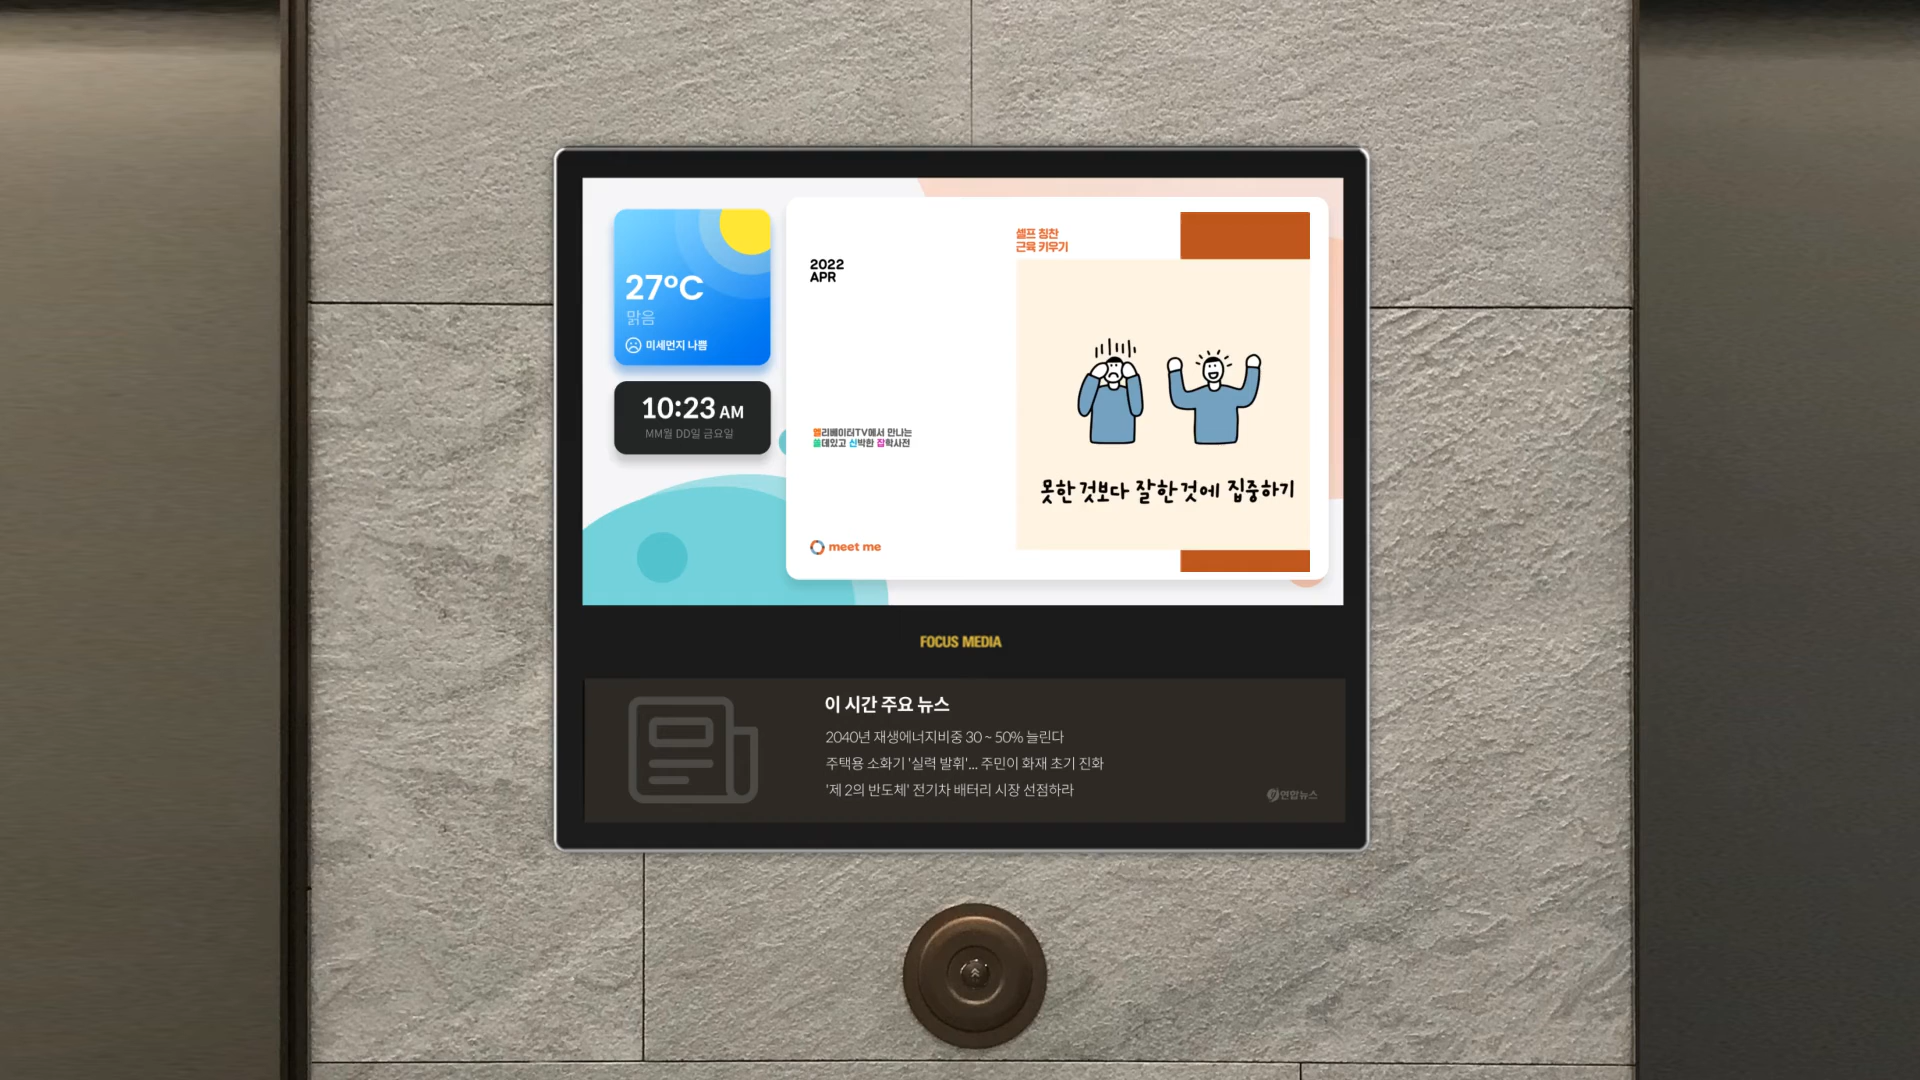 27°C
맑음
미세먼지 나쁨
10:23 AM
MM월 DD일 금요일
2022
APR
엘리베이터TV에서 만나는
쓸데있고 신박한 잡학사전
meet me
셀프 칭찬
근육 키우기
못한 것보다 잘한 것에 집중하기
FOCUS MEDIA
이 시간 주요 뉴스
2040년 재생에너지비중 30 ~ 50% 늘린다
주택용 소화기 '실력 발휘'... 주민이 화재 초기 진화
'제 2의 반도체' 전기차 배터리 시장 선점하라
연합뉴스